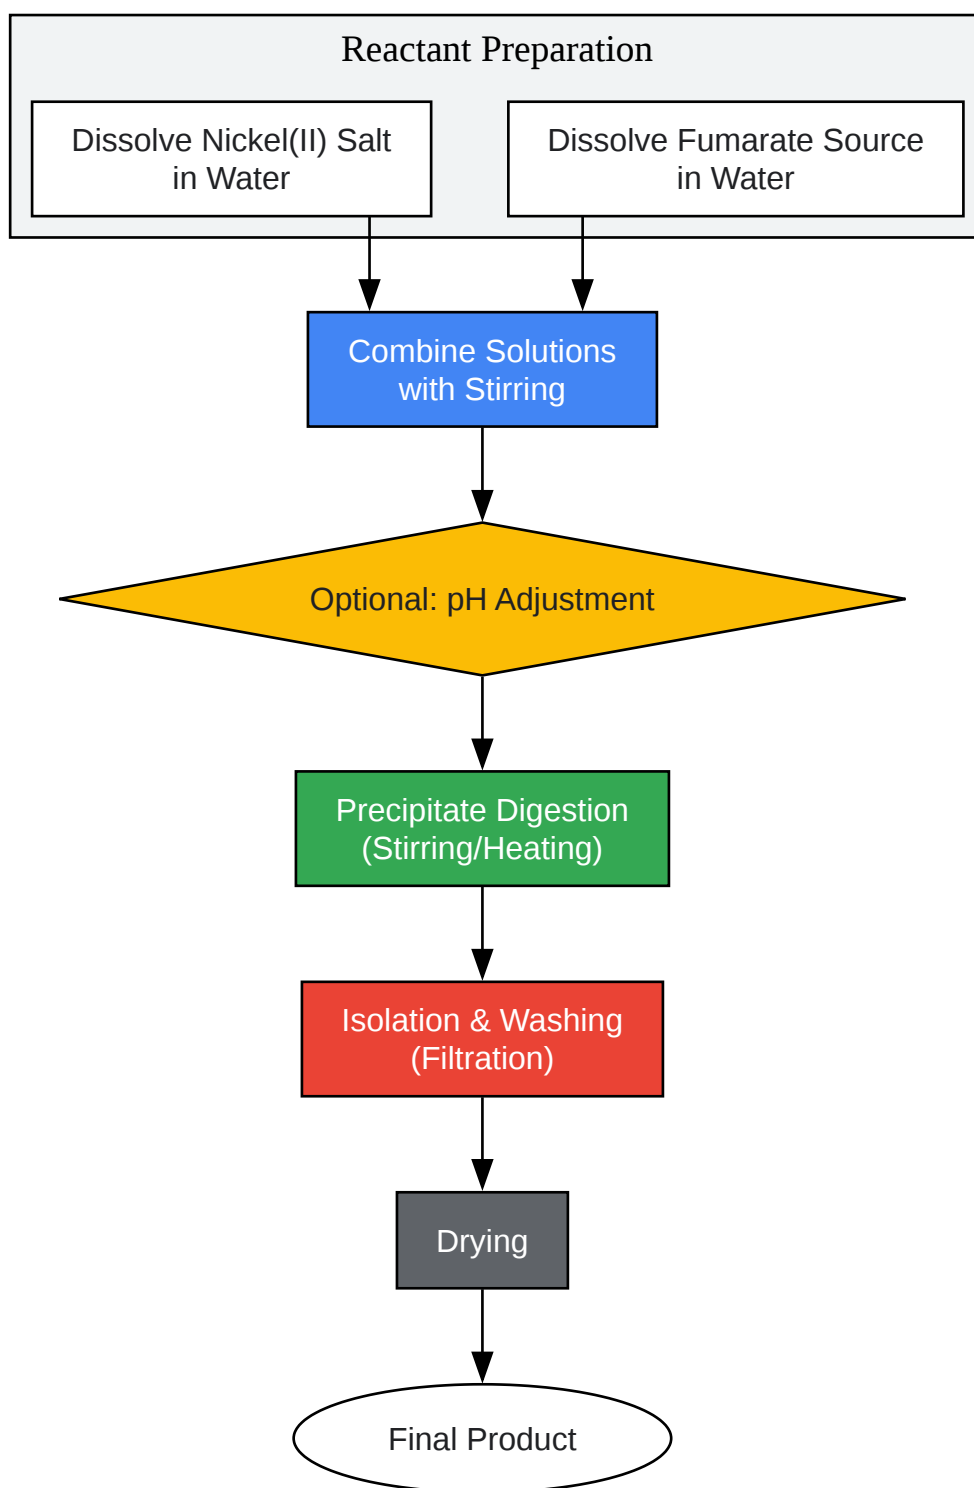 Reactant Preparation
Dissolve Nickel(II) Salt
in Water
Dissolve Fumarate Source
in Water
Combine Solutions
with Stirring
Optional: pH Adjustment
Precipitate Digestion
(Stirring/Heating)
Isolation & Washing
(Filtration)
Drying
Final Product